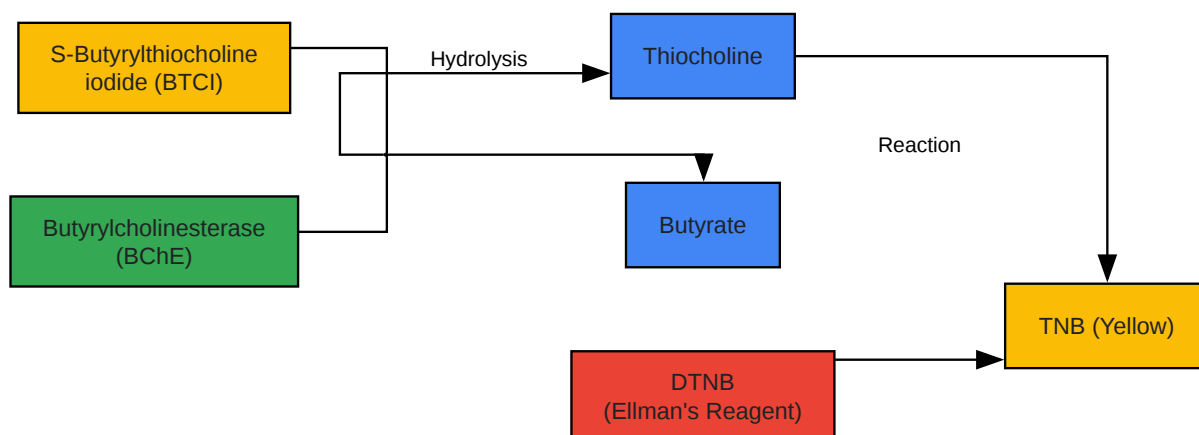 S-Butyrylthiocholine
iodide (BTCI)
Hydrolysis
Thiocholine
Reaction
Butyrylcholinesterase
(BChE)
Butyrate
TNB (Yellow)
DTNB
(Ellman's Reagent)